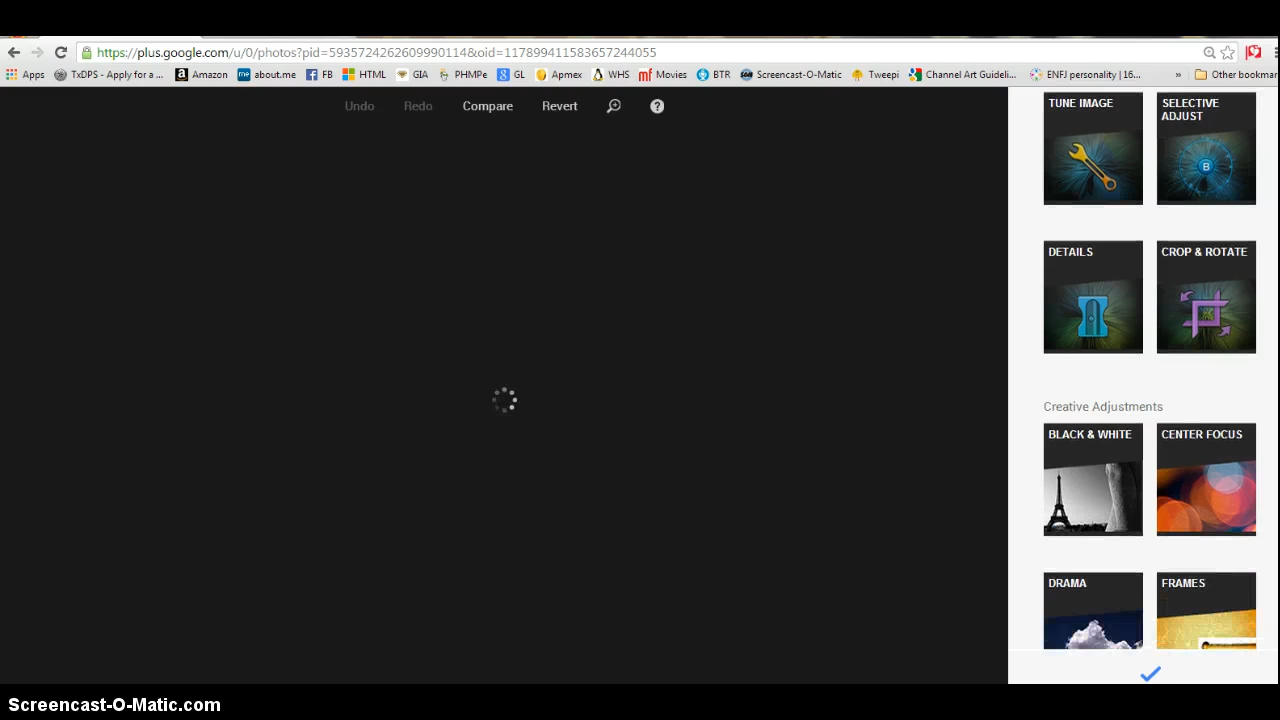 https://plus.google.com/u/0/photos?pid=5935724262609990114&oid=117899411583657244055
Apps TxDPS - Apply for a ... Amazon me about.me FB HTML GIA PHMPe GL Apmex WHS mf Movies BTR Screencast-O-Matic Tweepi Channel Art Guideli... ENFJ personality | 16... » Other bookmar
Undo Redo Compare Revert ?
TUNE IMAGE
SELECTIVE
ADJUST
B
DETAILS
CROP & ROTATE
Creative Adjustments
BLACK & WHITE
CENTER FOCUS
DRAMA
FRAMES
Screencast-O-Matic.com